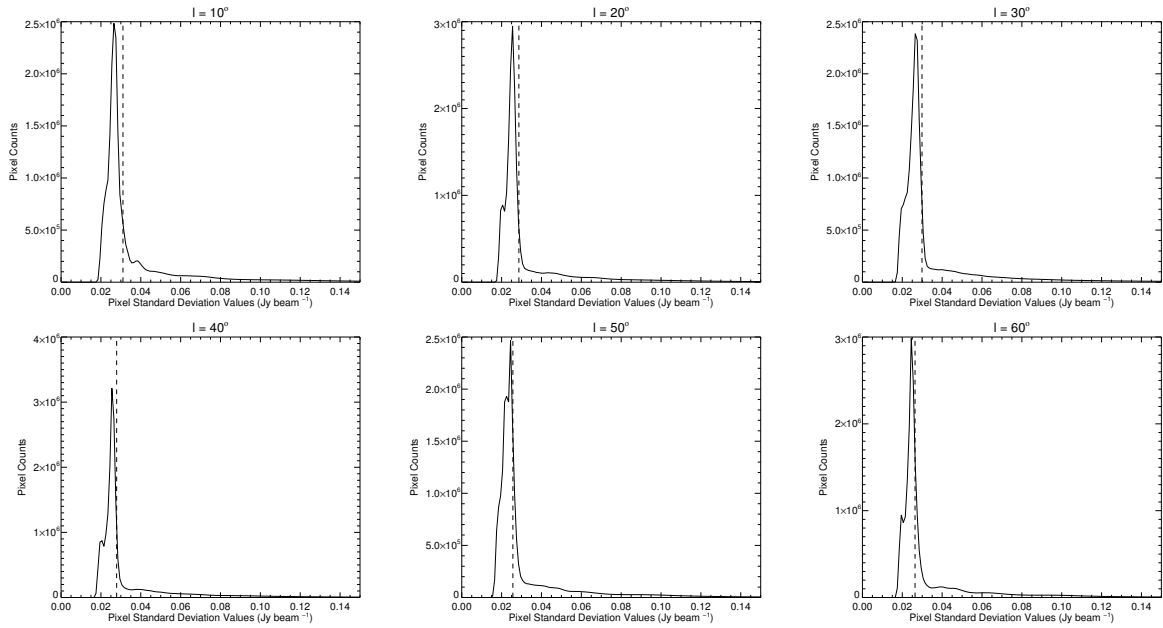 l = 10°
2.5×10⁶
2.0×10⁶
1.5×10⁶
1.0×10⁶
5.0×10⁵
0
Pixel Counts
0.00 0.02 0.04 0.06 0.08 0.10 0.12 0.14
Pixel Standard Deviation Values (Jy beam ⁻¹)
l = 20°
3×10⁶
2×10⁶
1×10⁶
0
Pixel Counts
0.00 0.02 0.04 0.06 0.08 0.10 0.12 0.14
Pixel Standard Deviation Values (Jy beam ⁻¹)
l = 30°
2.5×10⁶
2.0×10⁶
1.5×10⁶
1.0×10⁶
5.0×10⁵
0
Pixel Counts
0.00 0.02 0.04 0.06 0.08 0.10 0.12 0.14
Pixel Standard Deviation Values (Jy beam ⁻¹)
l = 40°
4×10⁶
3×10⁶
2×10⁶
1×10⁶
0
Pixel Counts
0.00 0.02 0.04 0.06 0.08 0.10 0.12 0.14
Pixel Standard Deviation Values (Jy beam ⁻¹)
l = 50°
2.5×10⁶
2.0×10⁶
1.5×10⁶
1.0×10⁶
5.0×10⁵
0
Pixel Counts
0.00 0.02 0.04 0.06 0.08 0.10 0.12 0.14
Pixel Standard Deviation Values (Jy beam ⁻¹)
l = 60°
3×10⁶
2×10⁶
1×10⁶
0
Pixel Counts
0.00 0.02 0.04 0.06 0.08 0.10 0.12 0.14
Pixel Standard Deviation Values (Jy beam ⁻¹)